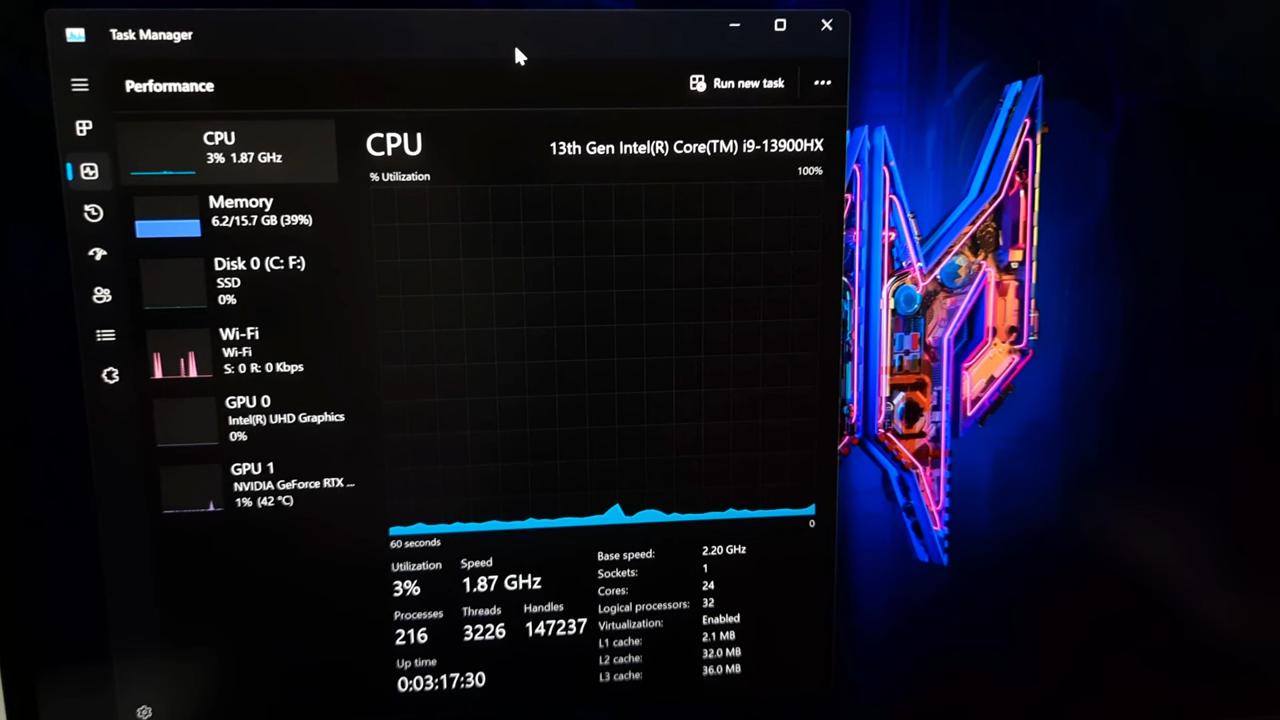 Task Manager
Performance
Run new task
CPU
3% 1.87 GHz
Memory
6.2/15.7 GB (39%)
Disk 0 (C: F:)
SSD
0%
Wi-Fi
Wi-Fi
S: 0 R: 0 Kbps
GPU 0
Intel(R) UHD Graphics
0%
GPU 1
NVIDIA GeForce RTX ...
1% (42 °C)
CPU
13th Gen Intel(R) Core(TM) i9-13900HX
% Utilization
100%
60 seconds
0
Utilization
3%
Speed
1.87 GHz
Processes
216
Threads
3226
Handles
147237
Up time
0:03:17:30
Base speed: 2.20 GHz
Sockets: 1
Cores: 24
Logical processors: 32
Virtualization: Enabled
L1 cache: 2.1 MB
L2 cache: 32.0 MB
L3 cache: 36.0 MB